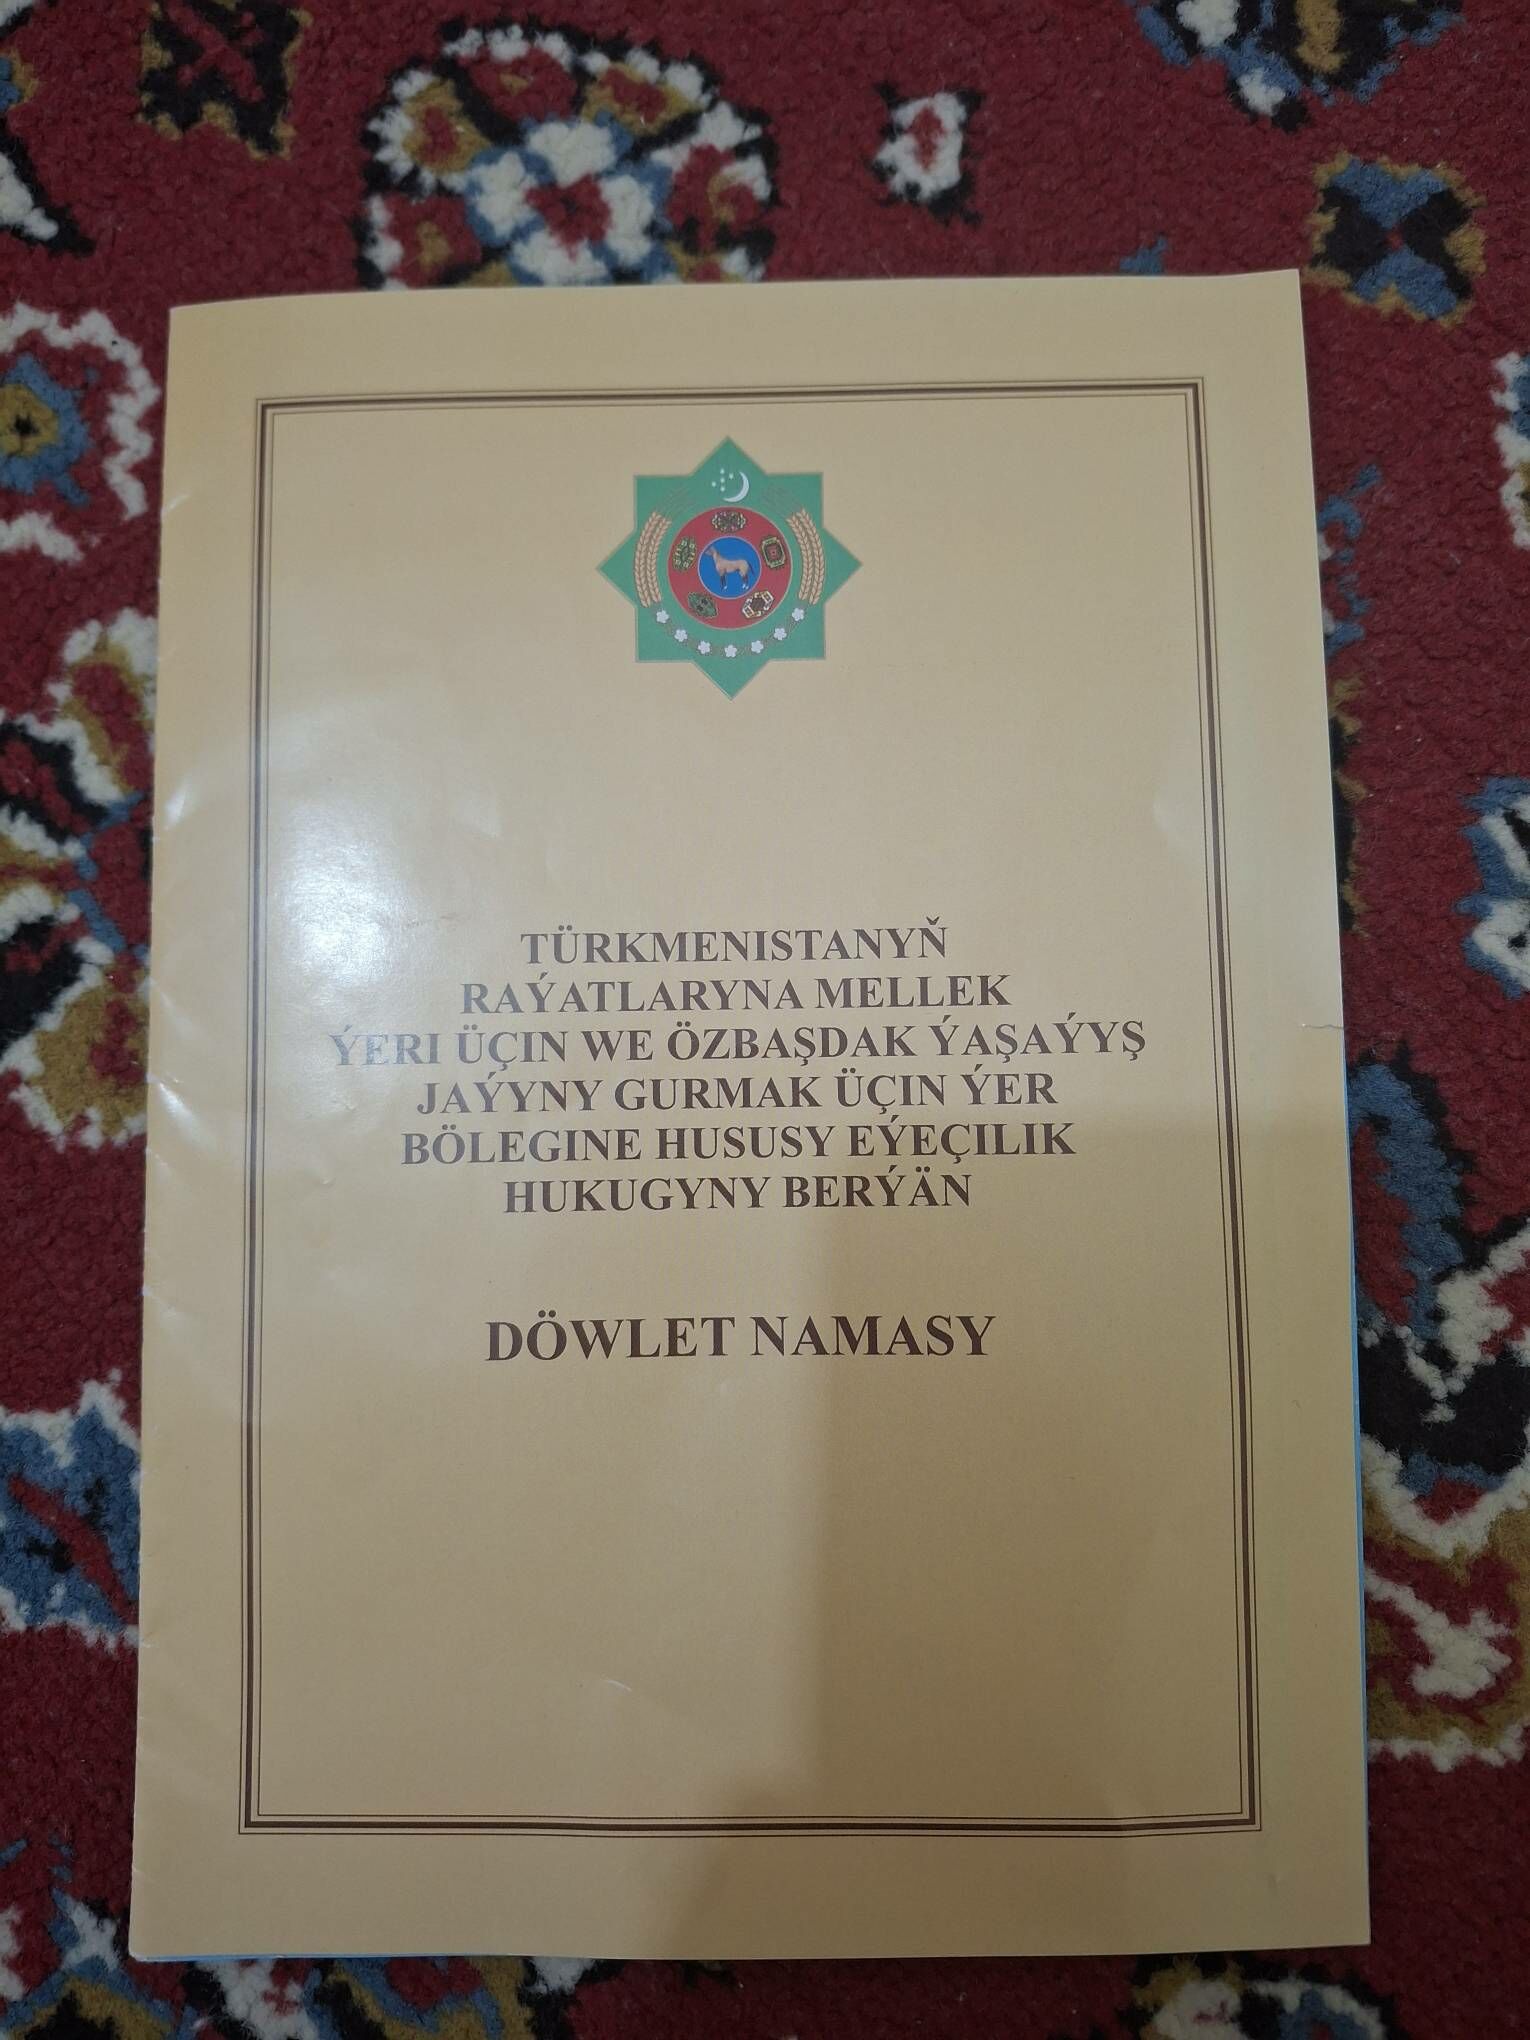 TÜRKMENISTANYŇ
RAÝATLARYNA MELLEK
ÝERI ÜÇIN WE ÖZBAŞDAK ÝAŞAÝYŞ
JAÝYNY GURMAK ÜÇIN ÝER
BÖLEGINE HUSUSY EÝEÇILIK
HUKUGYNY BERÝÄN
DÖWLET NAMASY